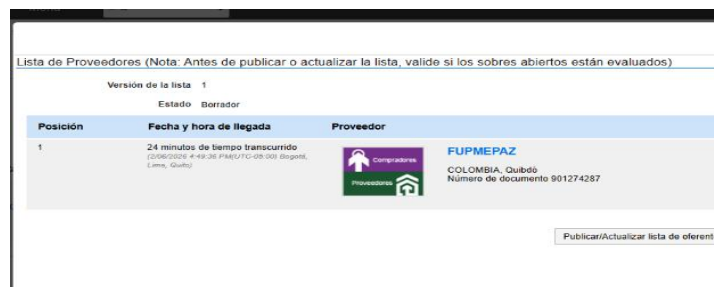 Lista de Proveedores (Nota: Antes de publicar o actualizar la lista, valide si los sobres abiertos están evaluados)
Versión de la lista 1
Estado Borrador
Posición Fecha y hora de llegada Proveedor
1 24 minutos de tiempo transcurrido
(2/06/2026 4:49:36 PM(UTC-05:00) Bogotá,
Lima, Quito)
Compradores
Proveedores
FUPMEPAZ
COLOMBIA, Quibdó
Número de documento 901274287
Publicar/Actualizar lista de oferent